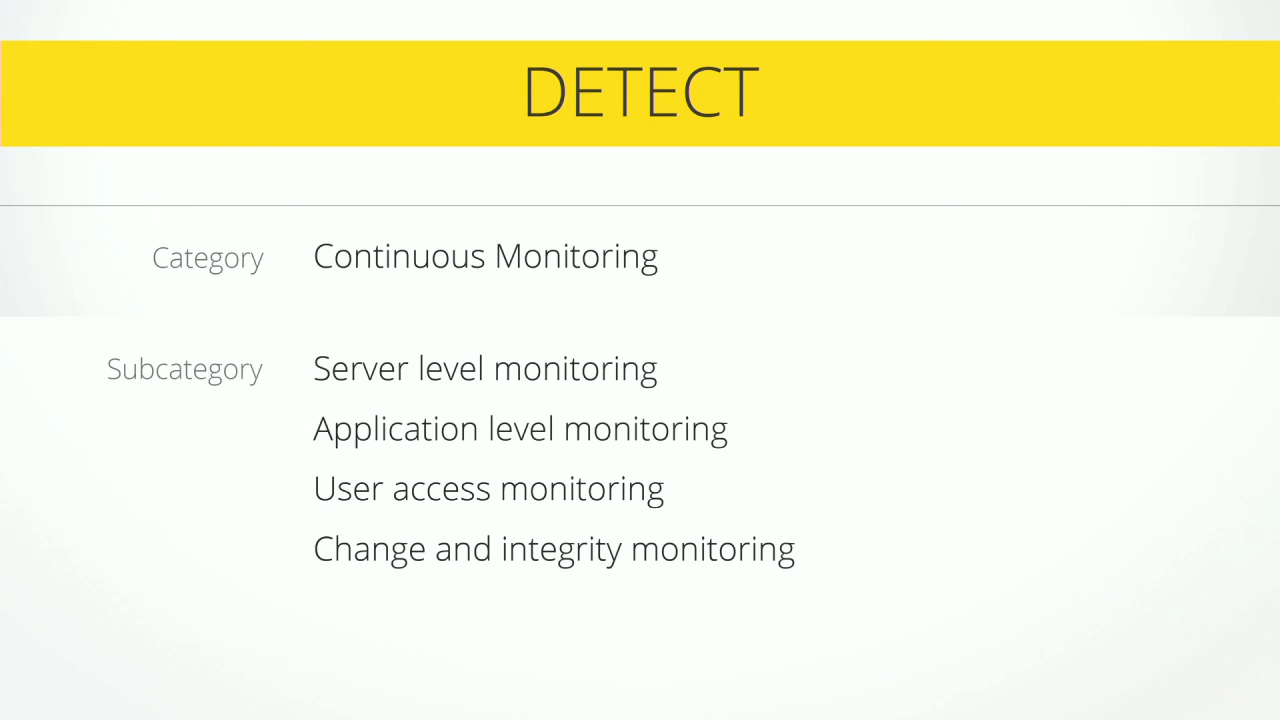 DETECT
Category Continuous Monitoring
Subcategory Server level monitoring
Application level monitoring
User access monitoring
Change and integrity monitoring